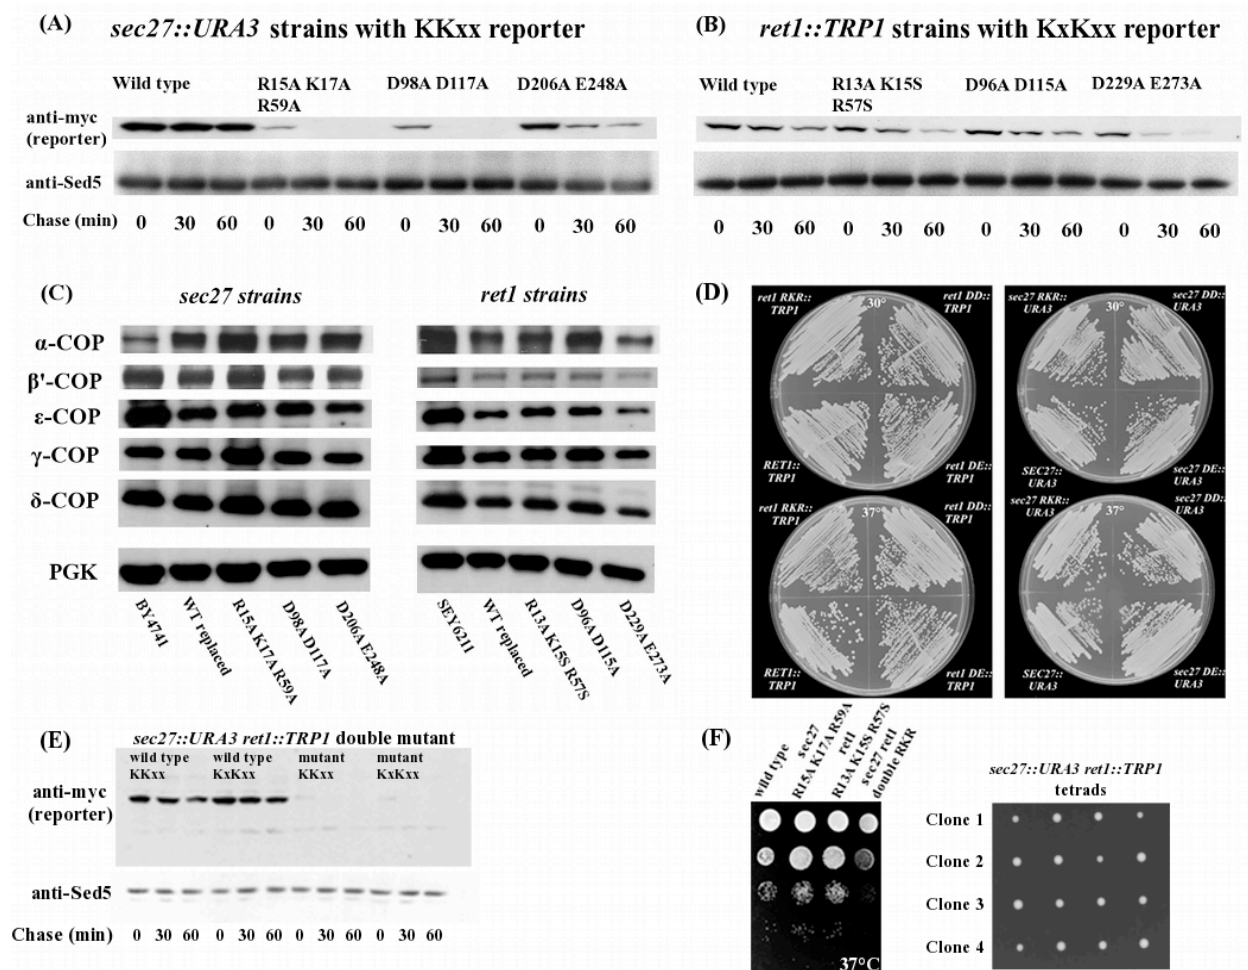 (A) sec27::URA3 strains with KKxx reporter
Wild type R15A K17A D98A D117A D206A E248A
R59A
anti-myc
(reporter)
anti-Sed5
Chase (min) 0 30 60 0 30 60 0 30 60 0 30 60
(B) ret1::TRP1 strains with KxKxx reporter
Wild type R13A K15S D96A D115A D229A E273A
R57S
0 30 60 0 30 60 0 30 60 0 30 60
(C) sec27 strains ret1 strains
α-COP
β'-COP
ε-COP
γ-COP
δ-COP
PGK
BY4741
WT replaced
R15A K17A R59A
D98A D117A
D206A E248A
SEY6211
WT replaced
R13A K15S R57S
D96A D115A
D229A E273A
(D)
ret1 RKR::
TRP1
30°
ret1 DD::
TRP1
RET1::
TRP1
ret1 DE::
TRP1
sec27 RKR::
URA3
30°
sec27 DD::
URA3
SEC27::
URA3
sec27 DE::
URA3
ret1 RKR::
TRP1
37°
ret1 DD::
TRP1
RET1::
TRP1
ret1 DE::
TRP1
sec27 RKR::
URA3
37°
sec27 DD::
URA3
SEC27::
URA3
sec27 DE::
URA3
(E)
sec27::URA3 ret1::TRP1 double mutant
wild type wild type mutant mutant
KKxx KxKxx KKxx KxKxx
anti-myc
(reporter)
anti-Sed5
Chase (min) 0 30 60 0 30 60 0 30 60 0 30 60
(F)
wild type
sec27
R15A K17A R59A
ret1
R13A K15S R57S
sec27 ret1
double RKR
37°C
sec27::URA3 ret1::TRP1
tetrads
Clone 1
Clone 2
Clone 3
Clone 4